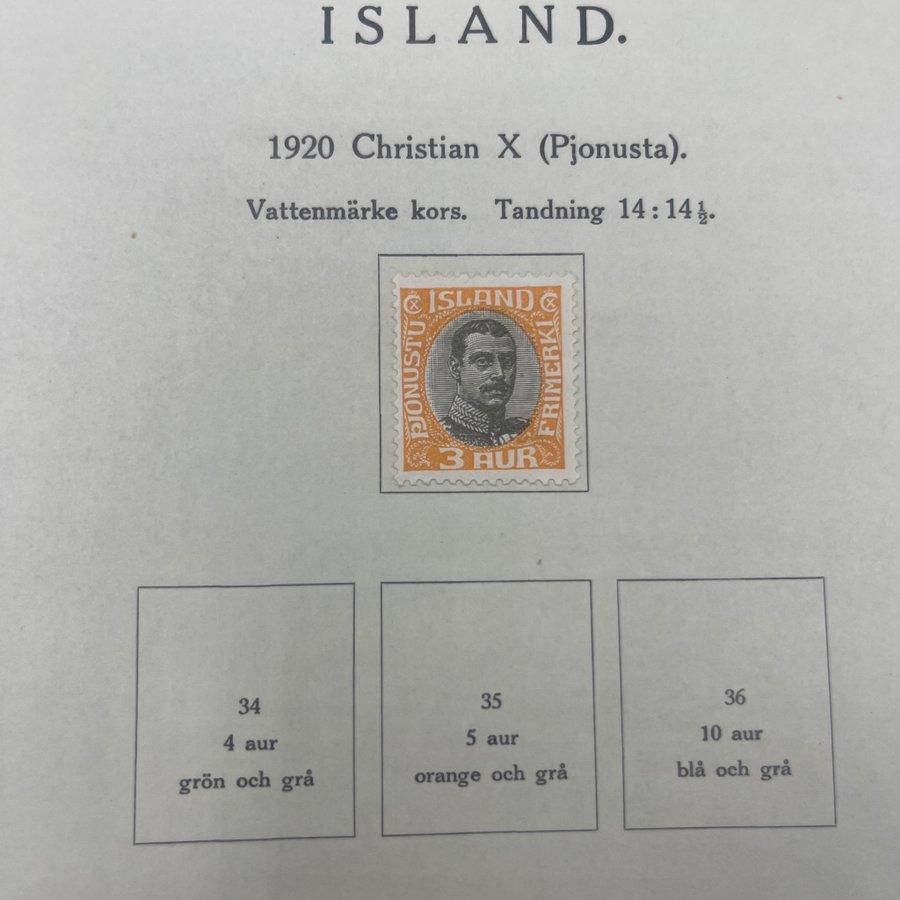 ISLAND.
1920 Christian X (Pjonusta).
Vattenmärke kors. Tandning 14:14½.
ISLAND
ÞJONUSTU
FRIMERKI
3 AUR
34
4 aur
grön och grå
35
5 aur
orange och grå
36
10 aur
blå och grå